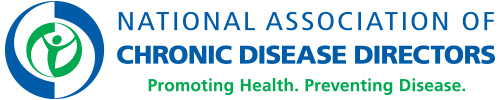 NATIONAL ASSOCIATION OF
CHRONIC DISEASE DIRECTORS
Promoting Health. Preventing Disease.